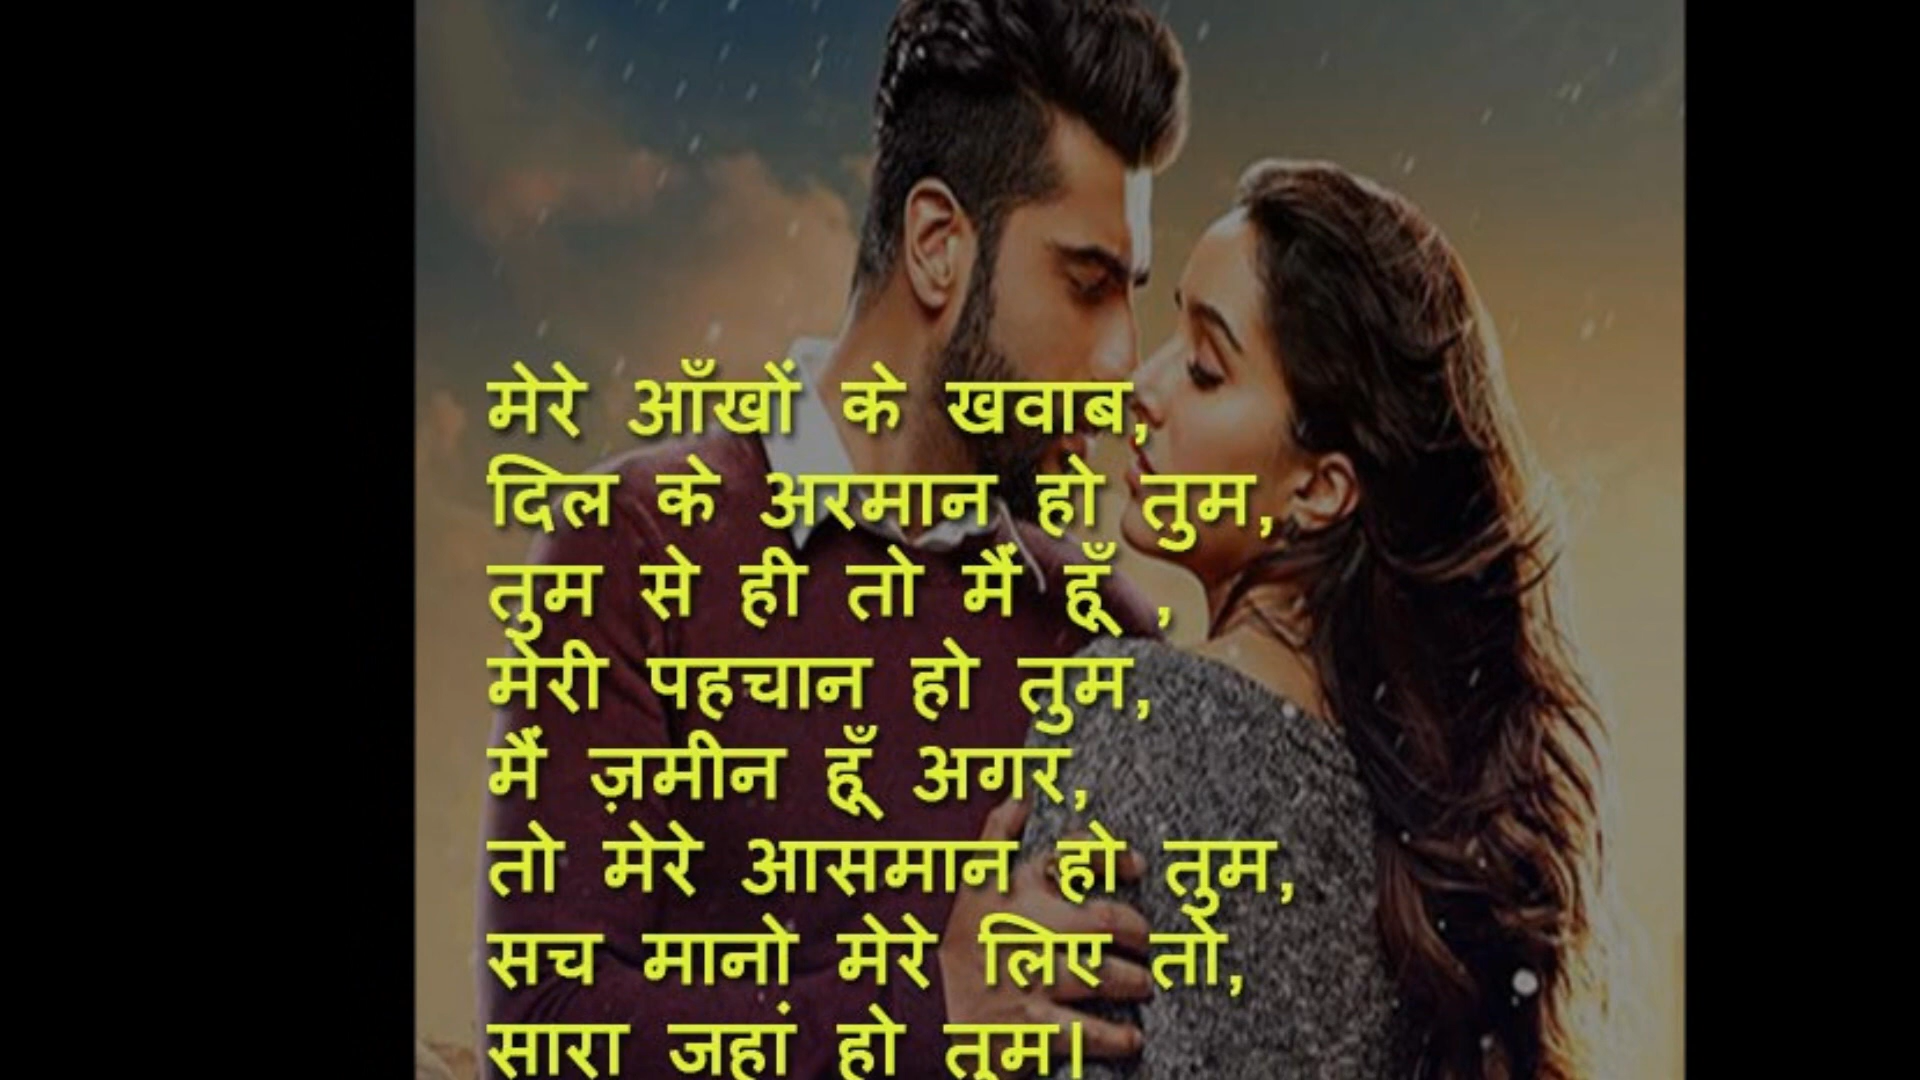 मेरे आँखों के खवाब,
दिल के अरमान हो तुम,
तुम से ही तो मैं हूँ ,
मेरी पहचान हो तुम,
मैं ज़मीन हूँ अगर,
तो मेरे आसमान हो तुम,
सच मानो मेरे लिए तो,
सारा जहां हो तुम।